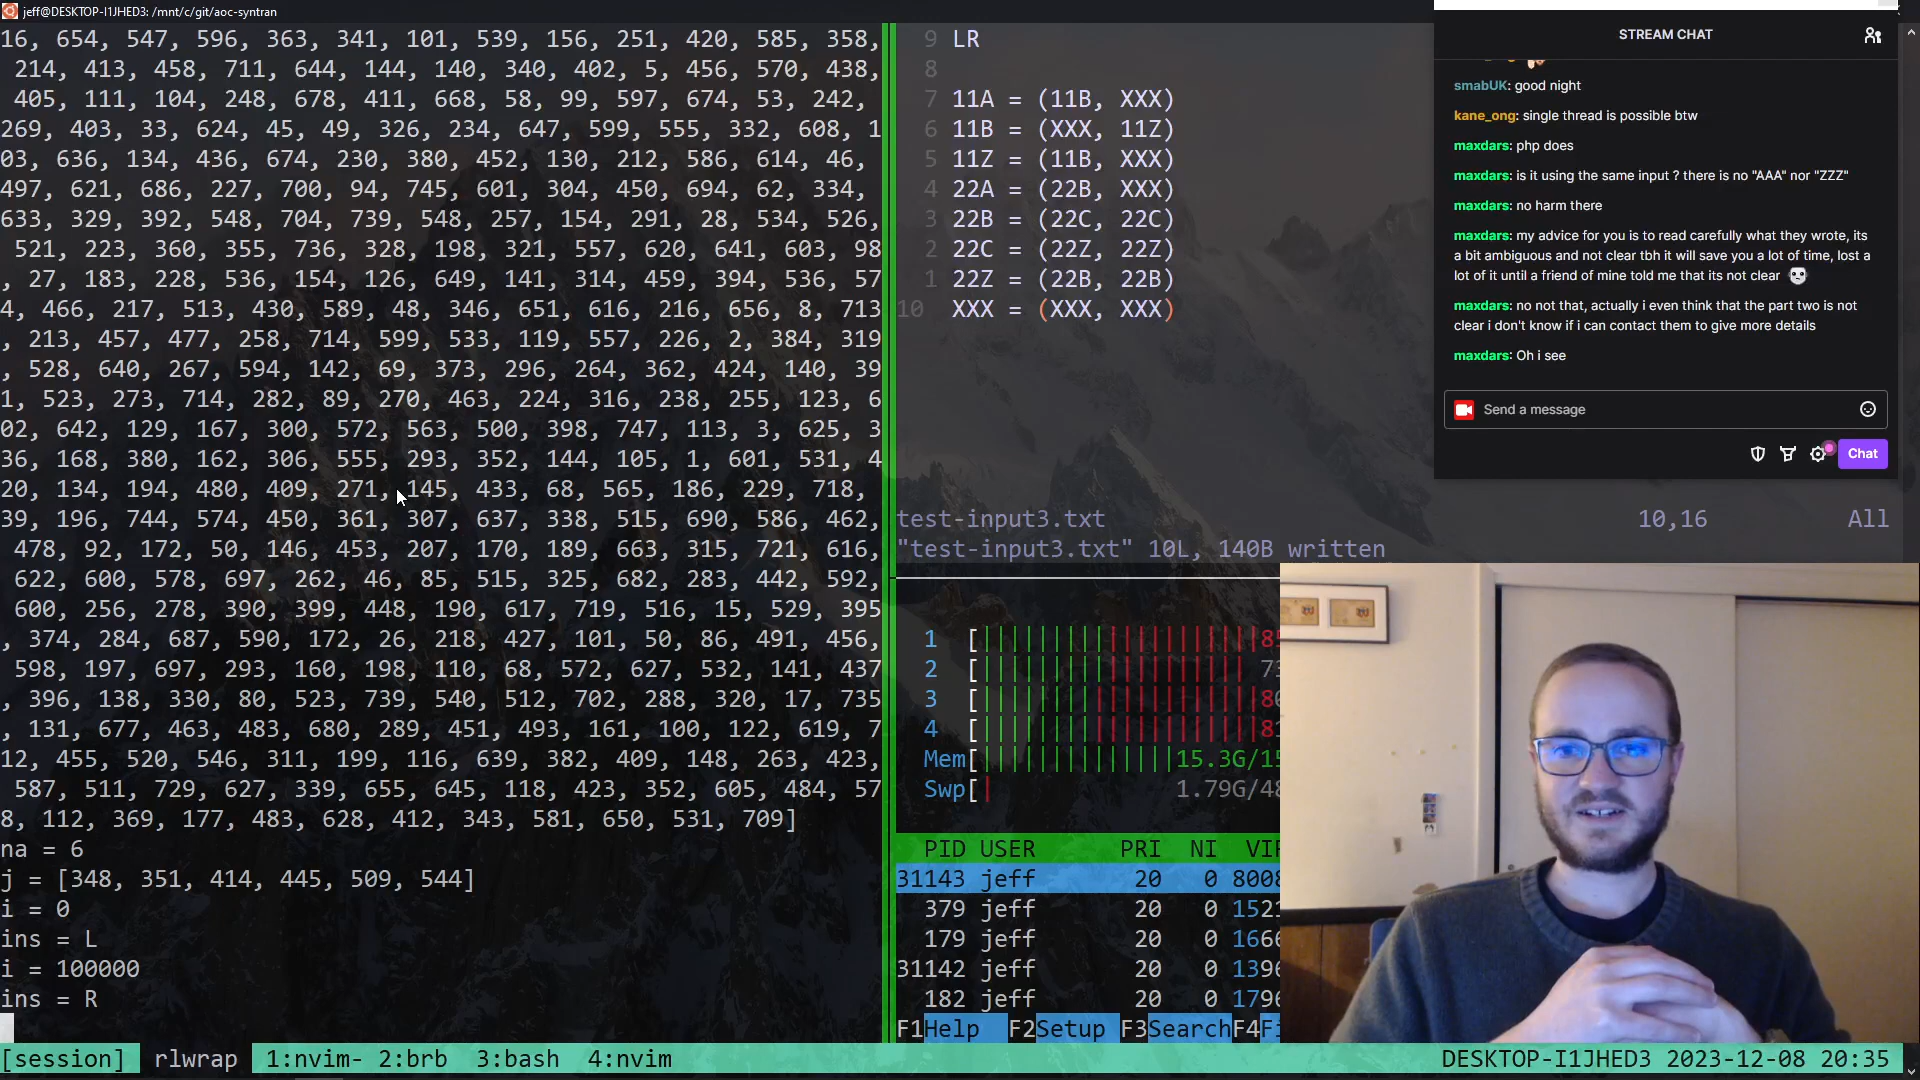 jeff@DESKTOP-I1JHED3: /mnt/c/git/aoc-syntran
16, 654, 547, 596, 363, 341, 101, 539, 156, 251, 420, 585, 358,
214, 413, 458, 711, 644, 144, 140, 340, 402, 5, 456, 570, 438,
405, 111, 104, 248, 678, 411, 668, 58, 99, 597, 674, 53, 242,
269, 403, 33, 624, 45, 49, 326, 234, 647, 599, 555, 332, 608, 1
03, 636, 134, 436, 674, 230, 380, 452, 130, 212, 586, 614, 46,
497, 621, 686, 227, 700, 94, 745, 601, 304, 450, 694, 62, 334,
633, 329, 392, 548, 704, 739, 548, 257, 154, 291, 28, 534, 526,
521, 223, 360, 355, 736, 328, 198, 321, 557, 620, 641, 603, 98
, 27, 183, 228, 536, 154, 126, 649, 141, 314, 459, 394, 536, 57
4, 466, 217, 513, 430, 589, 48, 346, 651, 616, 216, 656, 8, 713
, 213, 457, 477, 258, 714, 599, 533, 119, 557, 226, 2, 384, 319
, 528, 640, 267, 594, 142, 69, 373, 296, 264, 362, 424, 140, 39
1, 523, 273, 714, 282, 89, 270, 463, 224, 316, 238, 255, 123, 6
02, 642, 129, 167, 300, 572, 563, 500, 398, 747, 113, 3, 625, 3
36, 168, 380, 162, 306, 555, 293, 352, 144, 105, 1, 601, 531, 4
20, 134, 194, 480, 409, 271, 145, 433, 68, 565, 186, 229, 718,
39, 196, 744, 574, 450, 361, 307, 637, 338, 515, 690, 586, 462,
478, 92, 172, 50, 146, 453, 207, 170, 189, 663, 315, 721, 616,
622, 600, 578, 697, 262, 46, 85, 515, 325, 682, 283, 442, 592,
600, 256, 278, 390, 399, 448, 190, 617, 719, 516, 15, 529, 395
, 374, 284, 687, 590, 172, 26, 218, 427, 101, 50, 86, 491, 456,
598, 197, 697, 293, 160, 198, 110, 68, 572, 627, 532, 141, 437
, 396, 138, 330, 80, 523, 739, 540, 512, 702, 288, 320, 17, 735
, 131, 677, 463, 483, 680, 289, 451, 493, 161, 100, 122, 619, 7
12, 455, 520, 546, 311, 199, 116, 639, 382, 409, 148, 263, 423,
587, 511, 729, 627, 339, 655, 645, 118, 423, 352, 605, 484, 57
8, 112, 369, 177, 483, 628, 412, 343, 581, 650, 531, 709]
na = 6
j = [348, 351, 414, 445, 509, 544]
i = 0
ins = L
i = 100000
ins = R
9 LR
8
7 11A = (11B, XXX)
6 11B = (XXX, 11Z)
5 11Z = (11B, XXX)
4 22A = (22B, XXX)
3 22B = (22C, 22C)
2 22C = (22Z, 22Z)
1 22Z = (22B, 22B)
10 XXX = (XXX, XXX)
test-input3.txt 10,16 All
"test-input3.txt" 10L, 140B written
1 [ 8
2 [ 7
3 [ 8
4 [ 8
Mem[ 15.3G/15
Swp[ 1.79G/48
PID USER PRI NI VIR
31143 jeff 20 0 8008
379 jeff 20 0 152
179 jeff 20 0 166
31142 jeff 20 0 139
182 jeff 20 0 179
F1Help F2Setup F3Search F4Fi
STREAM CHAT
smabUK: good night
kane_ong: single thread is possible btw
maxdars: php does
maxdars: is it using the same input ? there is no "AAA" nor "ZZZ"
maxdars: no harm there
maxdars: my advice for you is to read carefully what they wrote, its
a bit ambiguous and not clear tbh it will save you a lot of time, lost a
lot of it until a friend of mine told me that its not clear
maxdars: no not that, actually i even think that the part two is not
clear i don't know if i can contact them to give more details
maxdars: Oh i see
Send a message
Chat
[session] rlwrap 1:nvim- 2:brb 3:bash 4:nvim DESKTOP-I1JHED3 2023-12-08 20:35